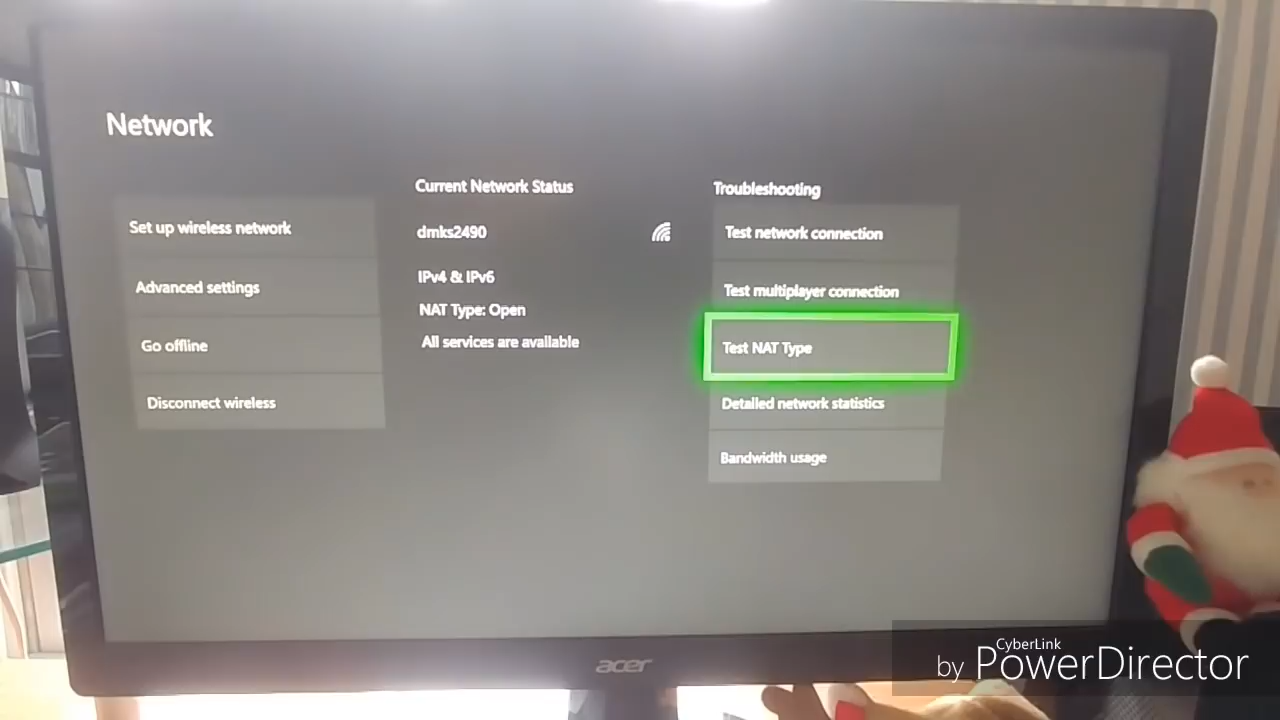 Network
Set up wireless network
Advanced settings
Go offline
Disconnect wireless
Current Network Status
dmks2490
IPv4 & IPv6
NAT Type: Open
All services are available
Troubleshooting
Test network connection
Test multiplayer connection
Test NAT Type
Detailed network statistics
Bandwidth usage
acer
CyberLink
by PowerDirector